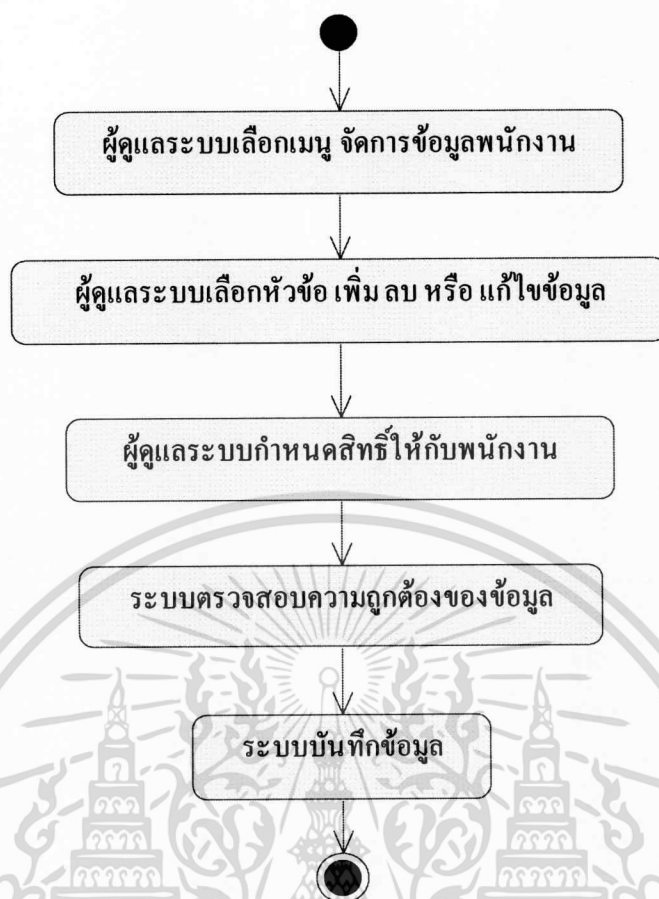 ผู้ดูแลระบบเลือกเมนู จัดการข้อมูลพนักงาน
ผู้ดูแลระบบเลือกหัวข้อ เพิ่ม ลบ หรือ แก้ไขข้อมูล
ผู้ดูแลระบบกำหนดสิทธิ์ให้กับพนักงาน
ระบบตรวจสอบความถูกต้องของข้อมูล
ระบบบันทึกข้อมูล